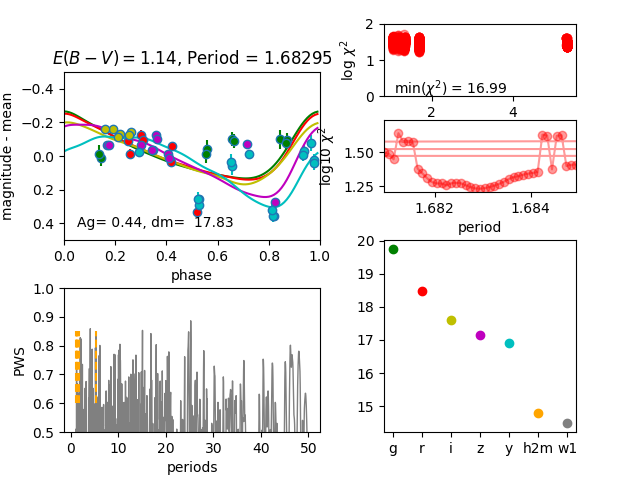 E(B − V) = 1.14, Period = 1.68295
magnitude - mean
−0.4
−0.2
0.0
0.2
0.4
Ag= 0.44, dm= 17.83
0.0 0.2 0.4 0.6 0.8 1.0
phase
log χ²
2
1
0
min(χ²) = 16.99
2 4
log10 χ²
1.50
1.25
1.682 1.684
period
PWS
1.0
0.9
0.8
0.7
0.6
0.5
0 10 20 30 40 50
periods
20
19
18
17
16
15
g r i z y h2m w1